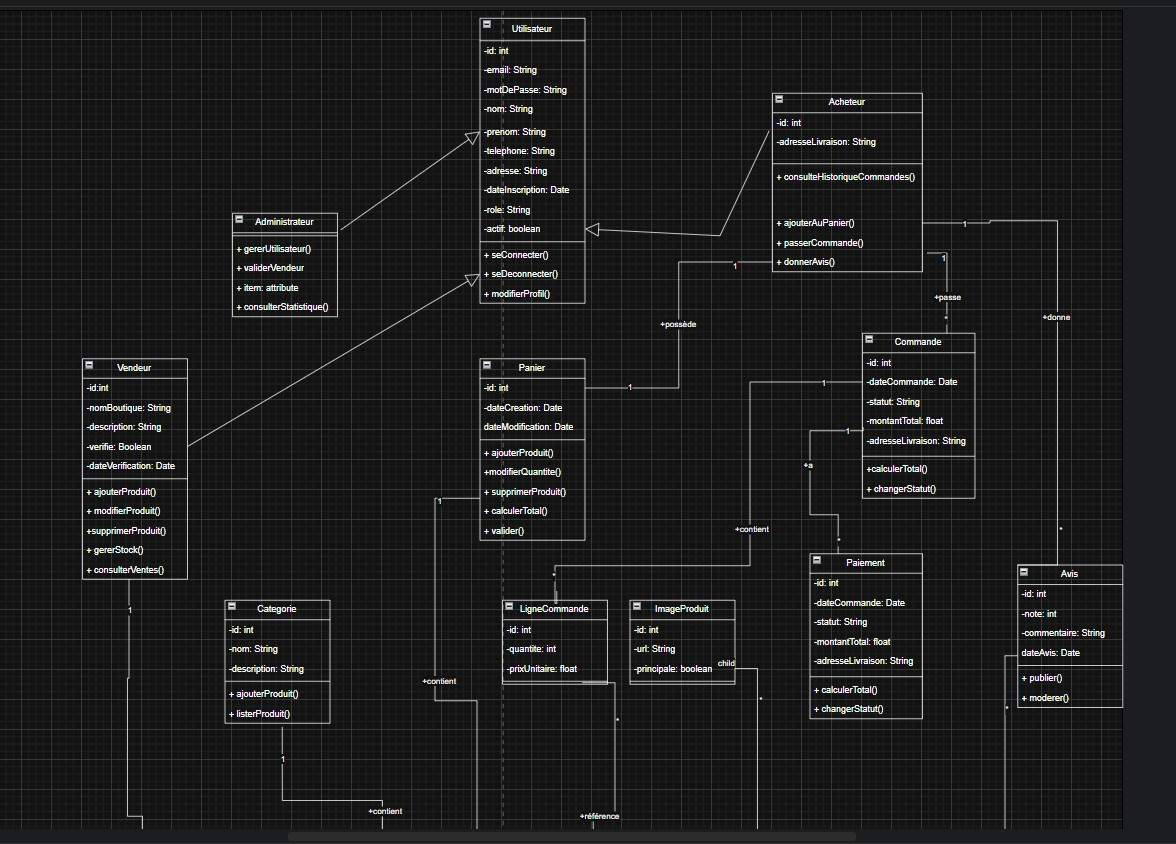 Utilisateur
-id: int
-email: String
-motDePasse: String
-nom: String
-prenom: String
-telephone: String
-adresse: String
-dateInscription: Date
-role: String
-actif: boolean
+ seConnecter()
+ seDeconnecter()
+ modifierProfil()
Acheteur
-id: int
-adresseLivraison: String
+ consulteHistoriqueCommandes()
+ ajouterAuPanier()
+ passerCommande()
+ donnerAvis()
1
1
1
+passe
*
+donne
*
+possède
1
Administrateur
+ gererUtilisateur()
+ validerVendeur
+ item: attribute
+ consulterStatistique()
Vendeur
-id:int
-nomBoutique: String
-description: String
-verifie: Boolean
-dateVerification: Date
+ ajouterProduit()
+ modifierProduit()
+supprimerProduit()
+ gererStock()
+ consulterVentes()
1
Panier
-id: int
-dateCreation: Date
dateModification: Date
+ ajouterProduit()
+modifierQuantite()
+ supprimerProduit()
+ calculerTotal()
+ valider()
1
+contient
Commande
-id: int
-dateCommande: Date
-statut: String
-montantTotal: float
-adresseLivraison: String
+calculerTotal()
+ changerStatut()
1
1
+a
*
+contient
*
Categorie
-id: int
-nom: String
-description: String
+ ajouterProduit()
+ listerProduit()
1
+contient
LigneCommande
-id: int
-quantite: int
-prixUnitaire: float
*
+référence
ImageProduit
-id: int
-url: String
-principale: boolean
child
*
Paiement
-id: int
-dateCommande: Date
-statut: String
-montantTotal: float
-adresseLivraison: String
+ calculerTotal()
+ changerStatut()
Avis
-id: int
-note: int
-commentaire: String
dateAvis: Date
+ publier()
+ moderer()
*